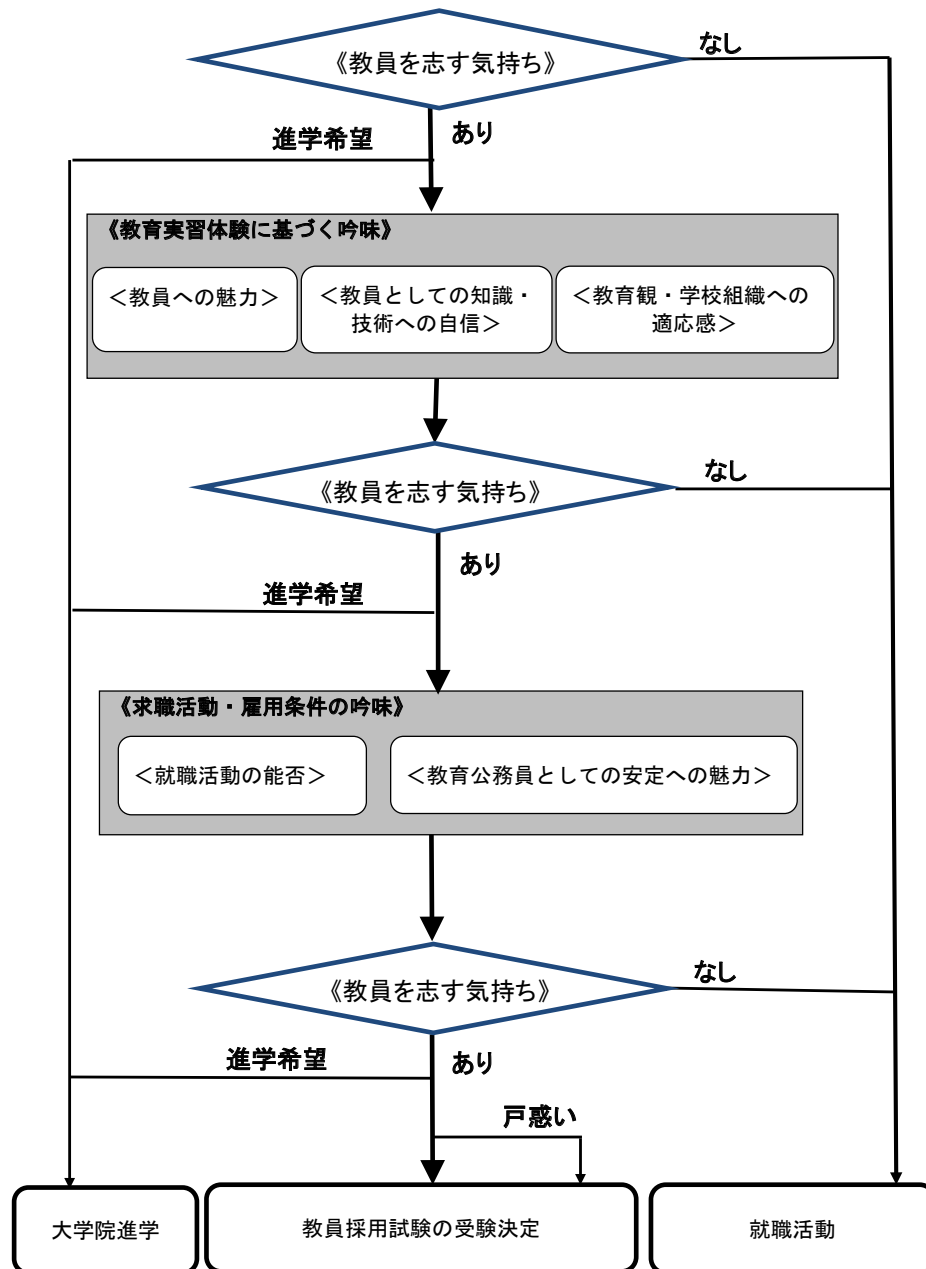 《教員を志す気持ち》
なし
あり
進学希望
《教育実習体験に基づく吟味》
<教員への魅力>
<教員としての知識・
技術への自信>
<教育観・学校組織への
適応感>
《教員を志す気持ち》
なし
あり
進学希望
《求職活動・雇用条件の吟味》
<就職活動の能否>
<教育公務員としての安定への魅力>
《教員を志す気持ち》
なし
あり
進学希望
戸惑い
大学院進学
教員採用試験の受験決定
就職活動